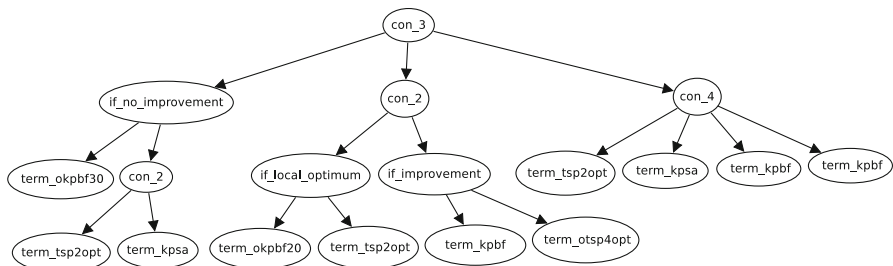 con_3
if_no_improvement
con_2
con_4
term_okpbf30
con_2
if_local_optimum
if_improvement
term_tsp2opt
term_kpsa
term_kpbf
term_kpbf
term_tsp2opt
term_kpsa
term_okpbf20
term_tsp2opt
term_kpbf
term_otsp4opt